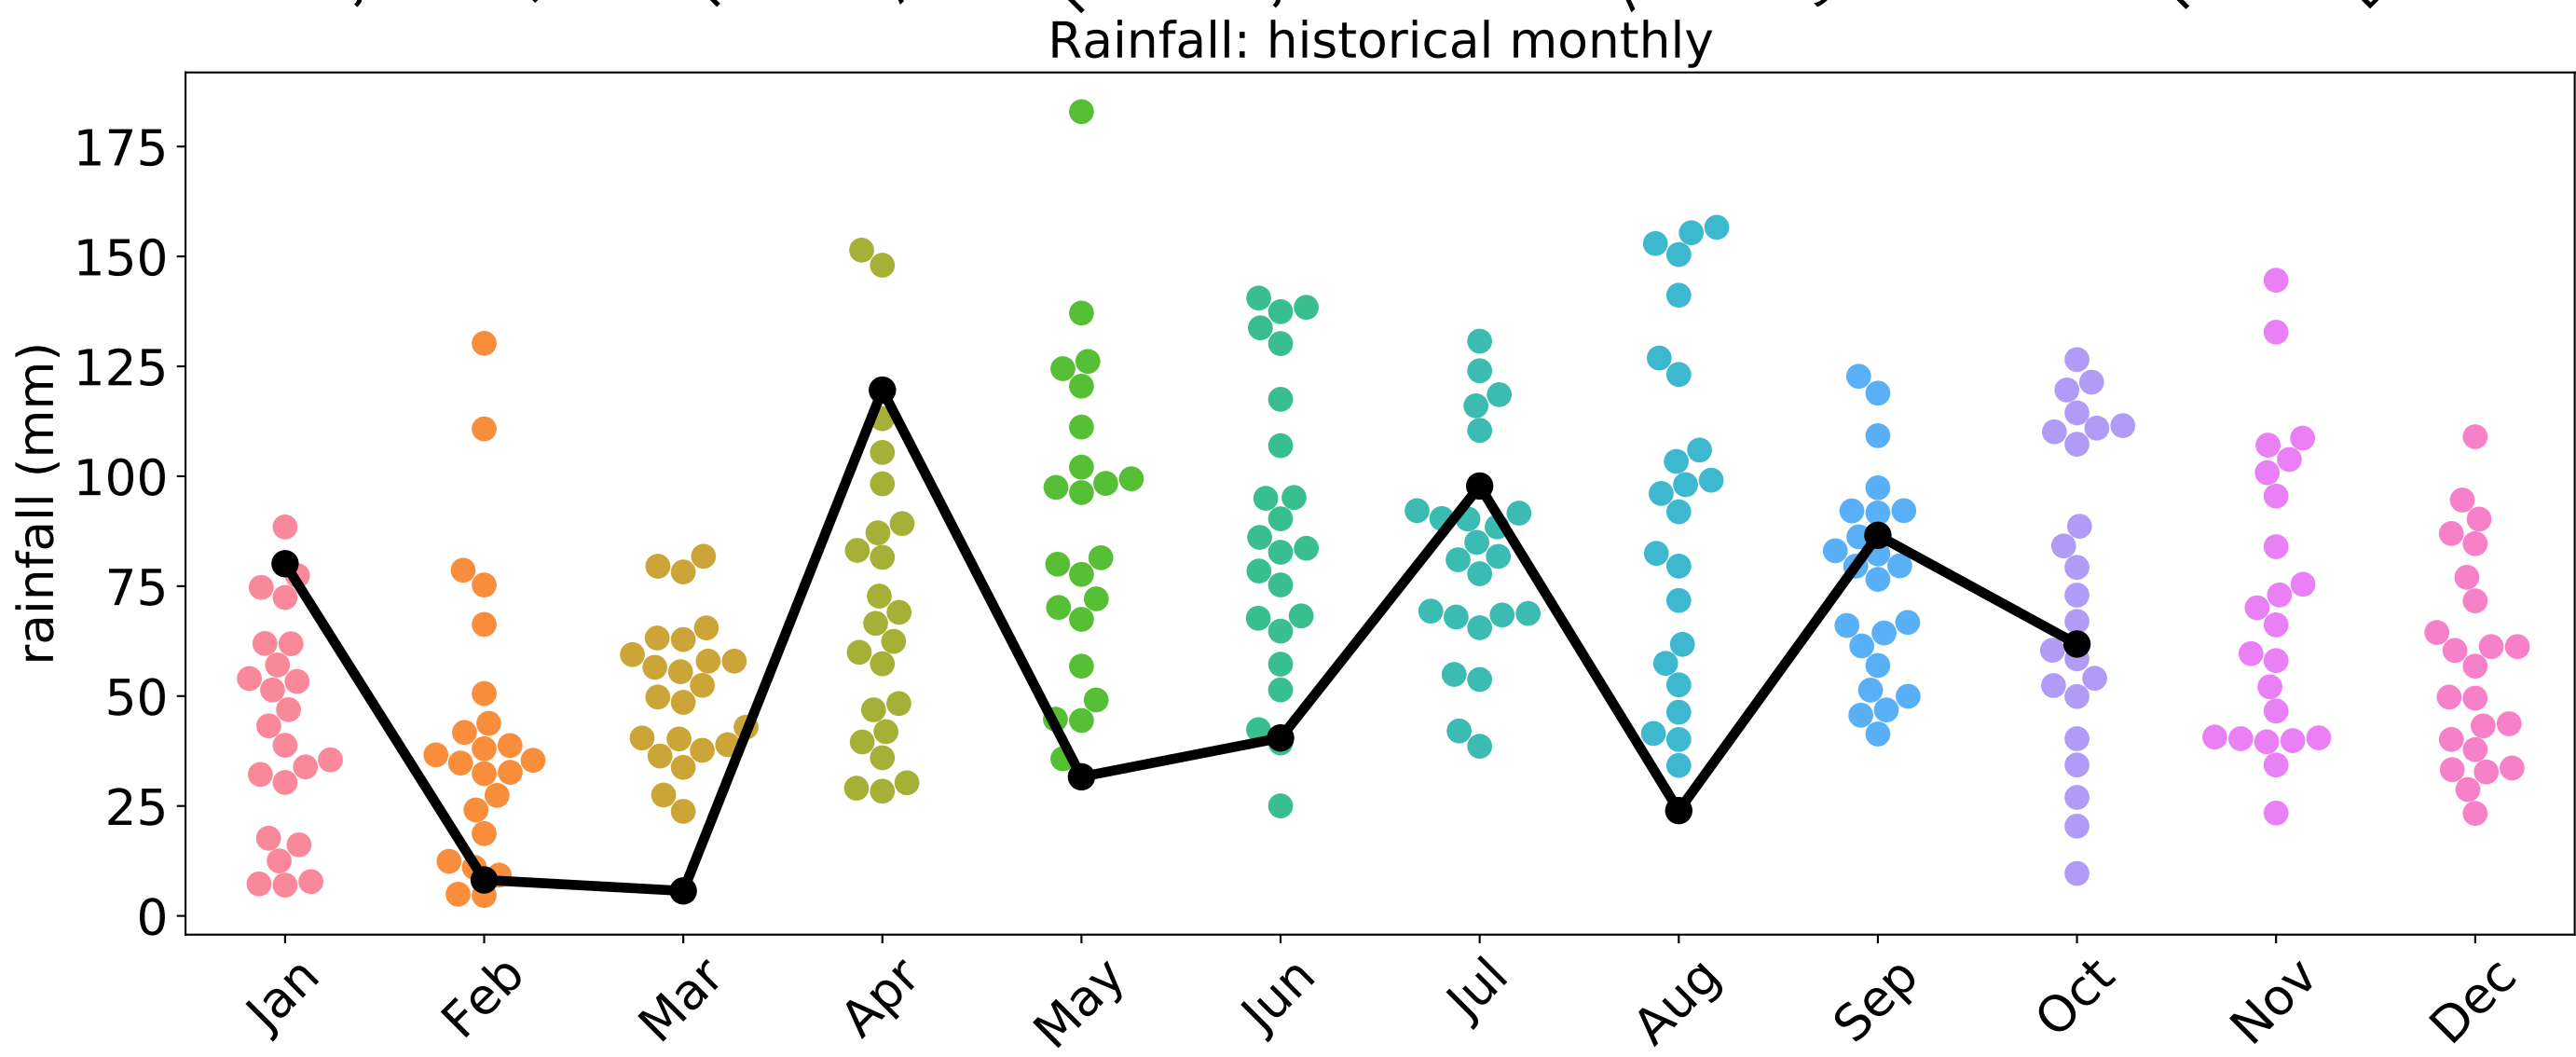 Rainfall: historical monthly
rainfall (mm)
175
150
125
100
75
50
25
0
Jan
Feb
Mar
Apr
May
Jun
Jul
Aug
Sep
Oct
Nov
Dec